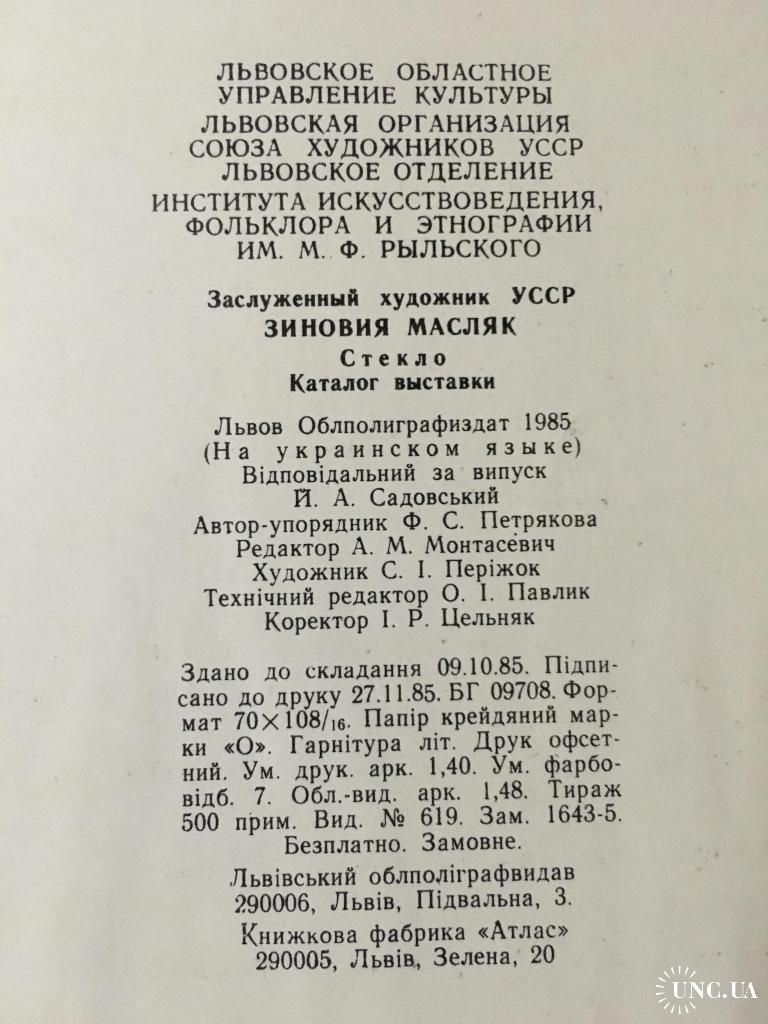 ЛЬВОВСКОЕ ОБЛАСТНОЕ
УПРАВЛЕНИЕ КУЛЬТУРЫ
ЛЬВОВСКАЯ ОРГАНИЗАЦИЯ
СОЮЗА ХУДОЖНИКОВ УССР
ЛЬВОВСКОЕ ОТДЕЛЕНИЕ
ИНСТИТУТА ИСКУССТВОВЕДЕНИЯ,
ФОЛЬКЛОРА И ЭТНОГРАФИИ
ИМ. М. Ф. РЫЛЬСКОГО
Заслуженный художник УССР
ЗИНОВИЯ МАСЛЯК
Стекло
Каталог выставки
Львов Облполиграфиздат 1985
(На украинском языке)
Відповідальний за випуск
Й. А. Садовський
Автор-упорядник Ф. С. Петрякова
Редактор А. М. Монтасевич
Художник С. І. Періжок
Технічний редактор О. І. Павлик
Коректор І. Р. Цельняк
Здано до складання 09.10.85. Підпи-
сано до друку 27.11.85. БГ 09708. Фор-
мат 70×108/16. Папір крейдяний мар-
ки «О». Гарнітура літ. Друк офсет-
ний. Ум. друк. арк. 1,40. Ум. фарбо-
відб. 7. Обл.-вид. арк. 1,48. Тираж
500 прим. Вид. № 619. Зам. 1643-5.
Безплатно. Замовне.
Львівський облполіграфвидав
290006, Львів, Підвальна, 3.
Книжкова фабрика «Атлас»
290005, Львів, Зелена, 20
UNC.UA